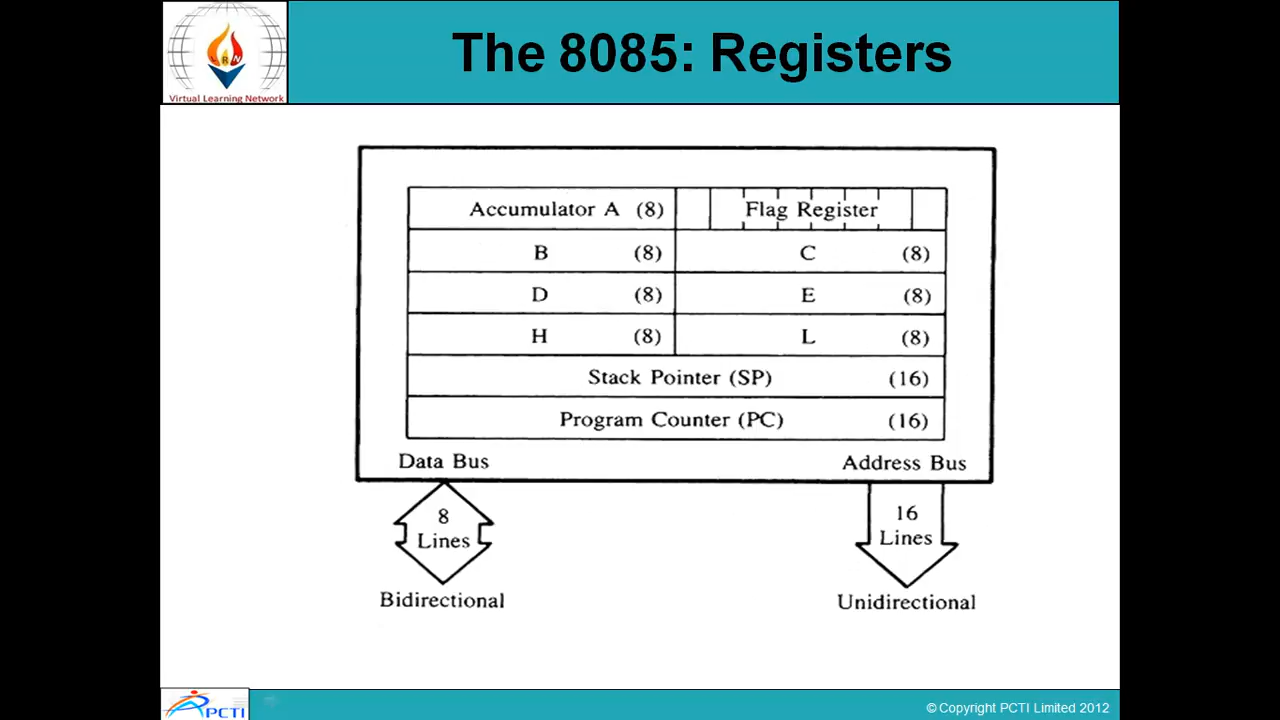 The 8085: Registers
LRN
Virtual Learning Network
Accumulator A (8)
Flag Register
B (8)
C (8)
D (8)
E (8)
H (8)
L (8)
Stack Pointer (SP) (16)
Program Counter (PC) (16)
Data Bus
Address Bus
8
Lines
16
Lines
Bidirectional
Unidirectional
PCTI
© Copyright PCTI Limited 2012